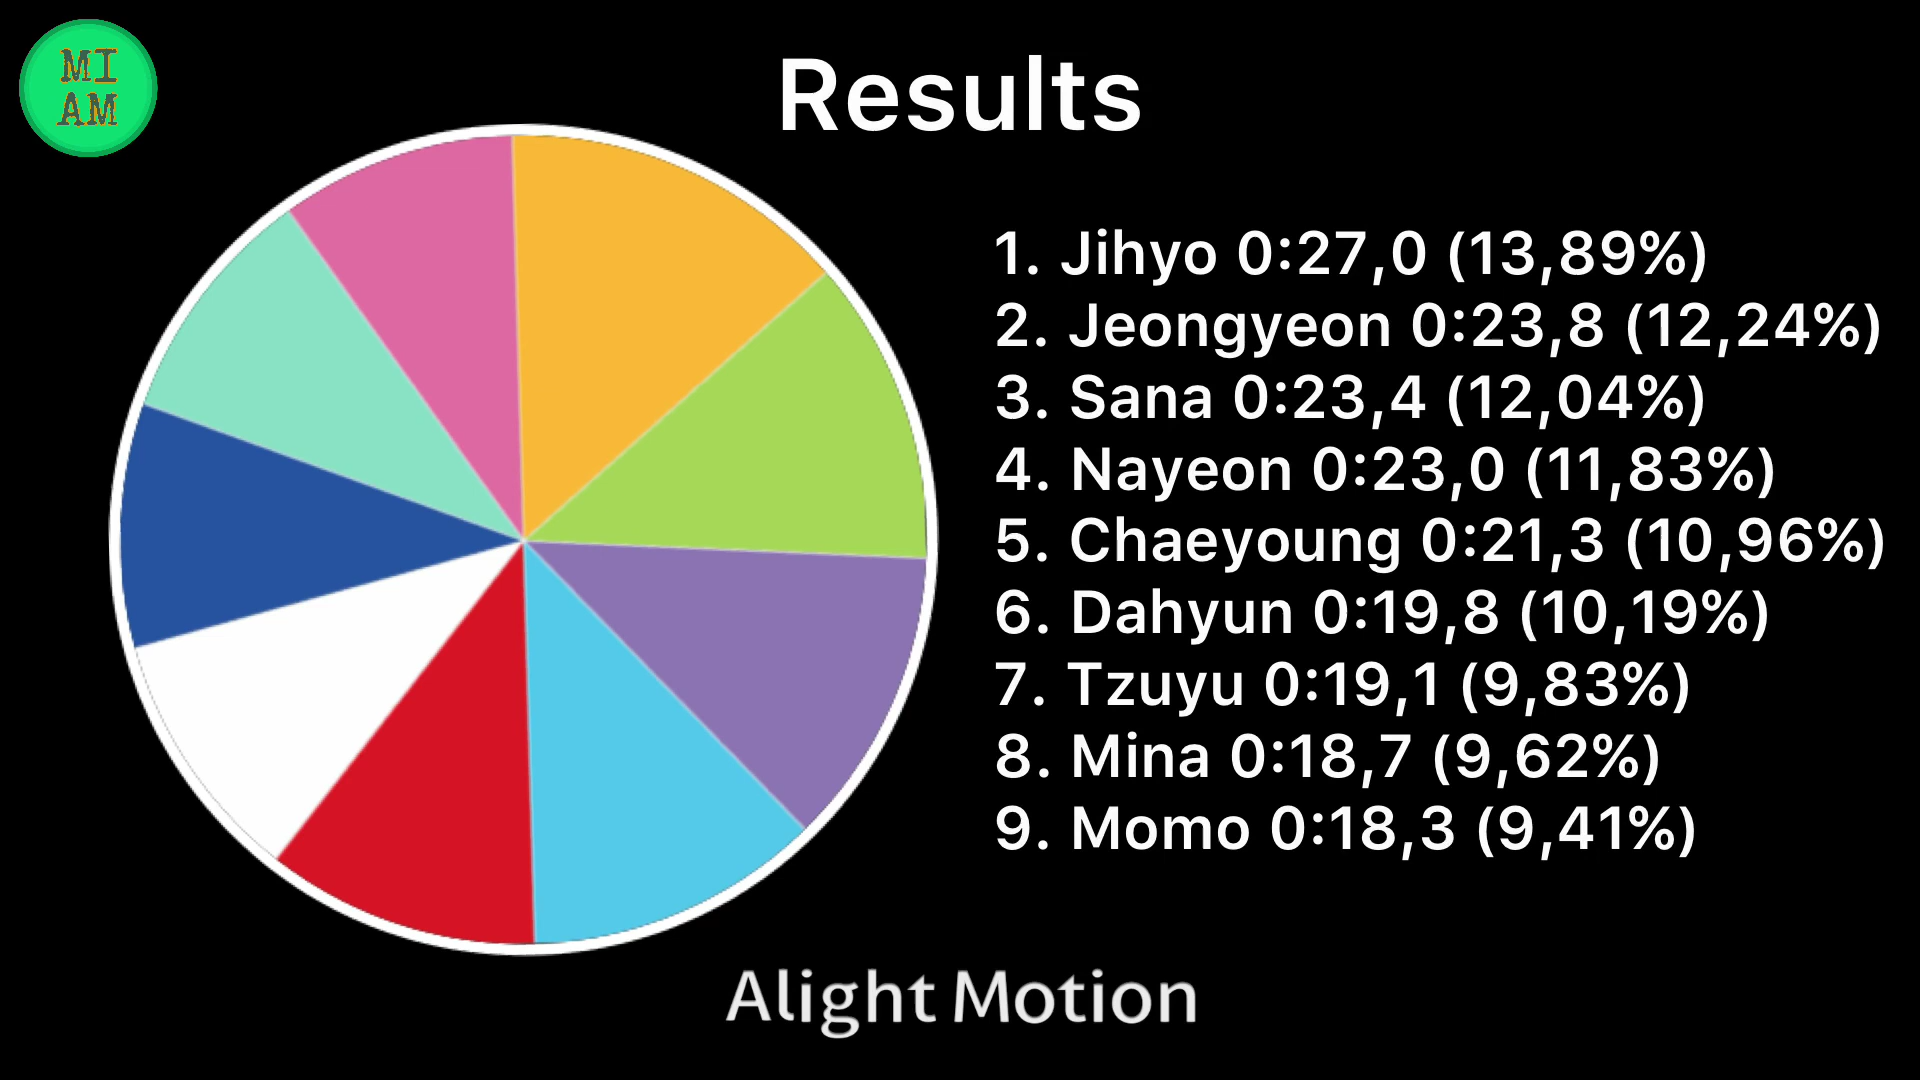 MI
AM
Results
1. Jihyo 0:27,0 (13,89%)
2. Jeongyeon 0:23,8 (12,24%)
3. Sana 0:23,4 (12,04%)
4. Nayeon 0:23,0 (11,83%)
5. Chaeyoung 0:21,3 (10,96%)
6. Dahyun 0:19,8 (10,19%)
7. Tzuyu 0:19,1 (9,83%)
8. Mina 0:18,7 (9,62%)
9. Momo 0:18,3 (9,41%)
Alight Motion